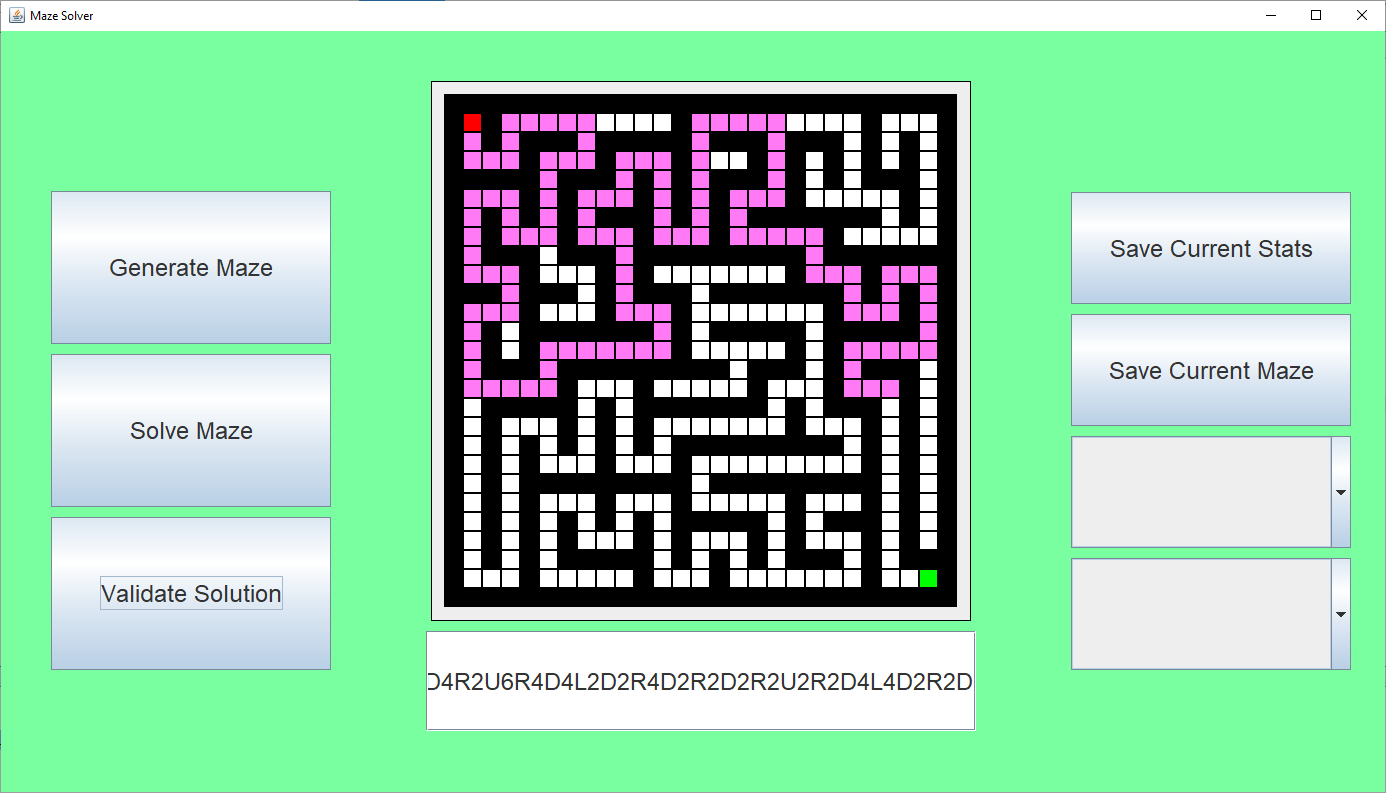 Maze Solver
Generate Maze
Solve Maze
Validate Solution
D4R2U6R4D4L2D2R4D2R2D2R2U2R2D4L4D2R2D
Save Current Stats
Save Current Maze